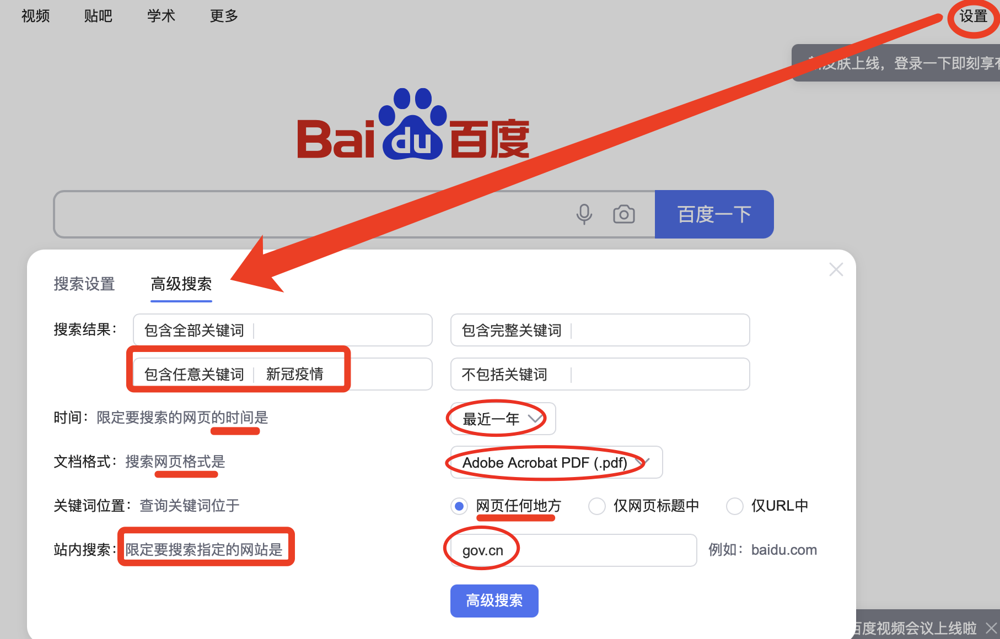 视频 贴吧 学术 更多 设置
皮肤上线，登录一下即刻享
Bai du 百度
百度一下
搜索设置 高级搜索
搜索结果： 包含全部关键词 包含完整关键词
包含任意关键词 新冠疫情 不包括关键词
时间：限定要搜索的网页的时间是 最近一年
文档格式：搜索网页格式是 Adobe Acrobat PDF (.pdf)
关键词位置：查询关键词位于 网页任何地方 仅网页标题中 仅URL中
站内搜索：限定要搜索指定的网站是 gov.cn 例如：baidu.com
高级搜索
百度视频会议上线啦